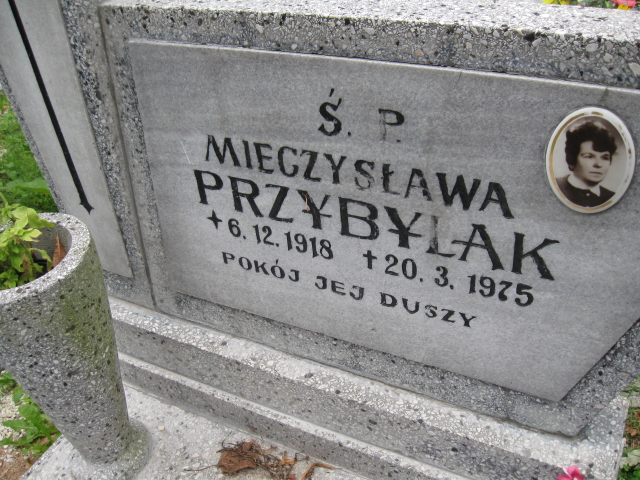 Ś. P.
MIECZYSŁAWA
PRZYBYLAK
6.12.1918 † 20.3.1975
POKÓJ JEJ DUSZY